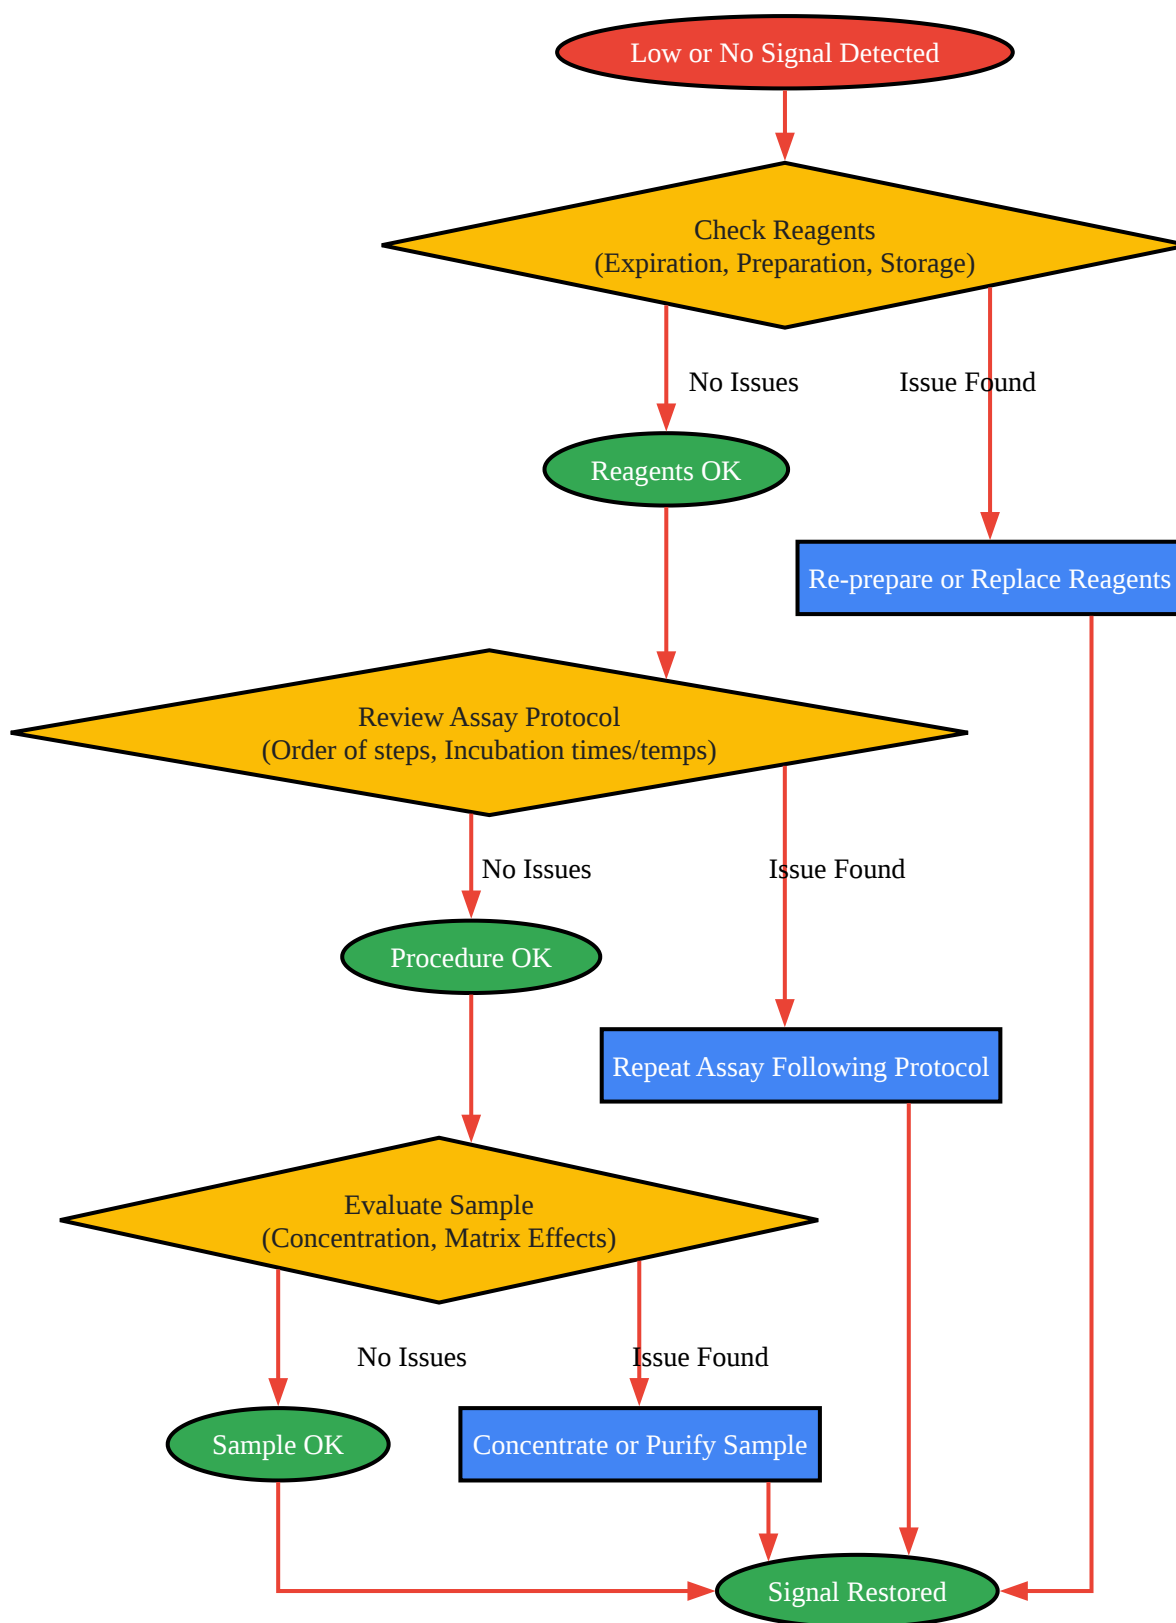 Low or No Signal Detected
Check Reagents
(Expiration, Preparation, Storage)
No Issues
Issue Found
Reagents OK
Re-prepare or Replace Reagents
Review Assay Protocol
(Order of steps, Incubation times/temps)
No Issues
Issue Found
Procedure OK
Repeat Assay Following Protocol
Evaluate Sample
(Concentration, Matrix Effects)
No Issues
Issue Found
Sample OK
Concentrate or Purify Sample
Signal Restored